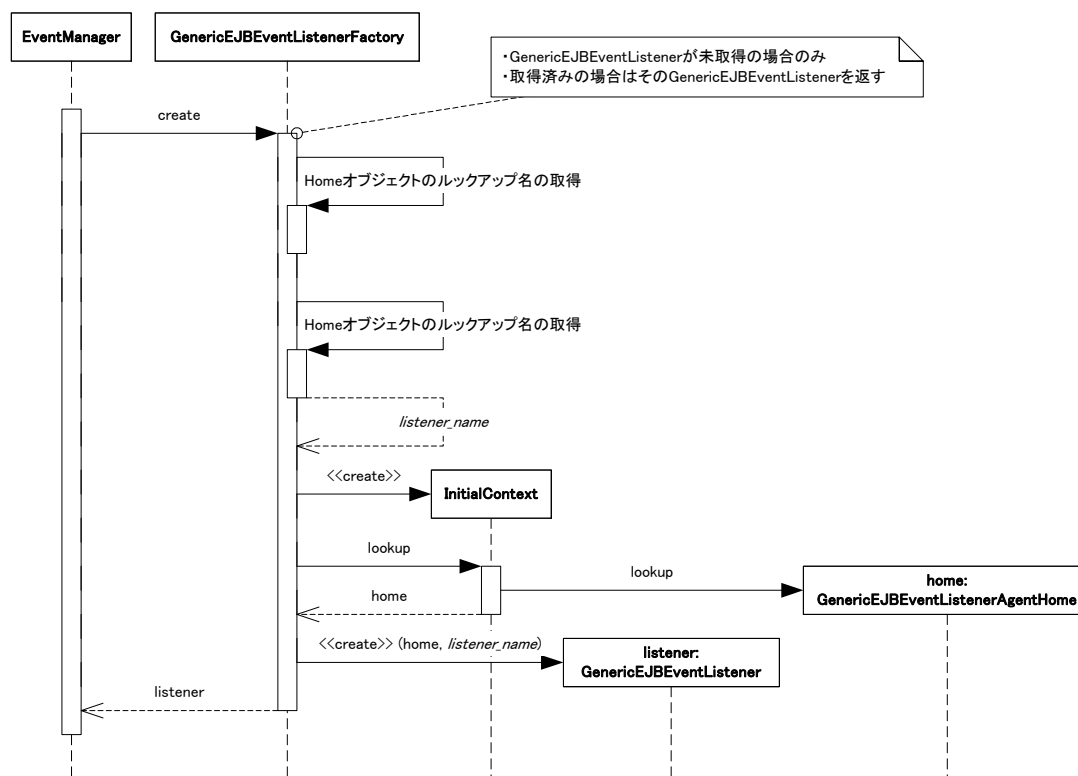 EventManager
GenericEJBEventListenerFactory
・GenericEJBEventListenerが未取得の場合のみ
・取得済みの場合はそのGenericEJBEventListenerを返す
create
Homeオブジェクトのルックアップ名の取得
Homeオブジェクトのルックアップ名の取得
listener_name
<<create>>
InitialContext
lookup
lookup
home:
GenericEJBEventListenerAgentHome
home
<<create>> (home, listener_name)
listener:
GenericEJBEventListener
listener